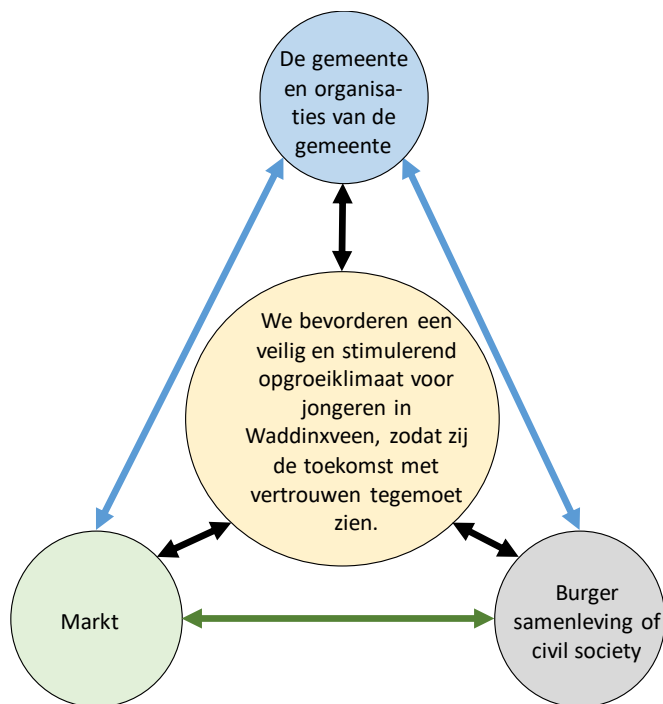 De gemeente
en organisa-
ties van de
gemeente
We bevorderen een
veilig en stimulerend
opgroeiklimaat voor
jongeren in
Waddinxveen, zodat zij
de toekomst met
vertrouwen tegemoet
zien.
Markt
Burger
samenleving of
civil society